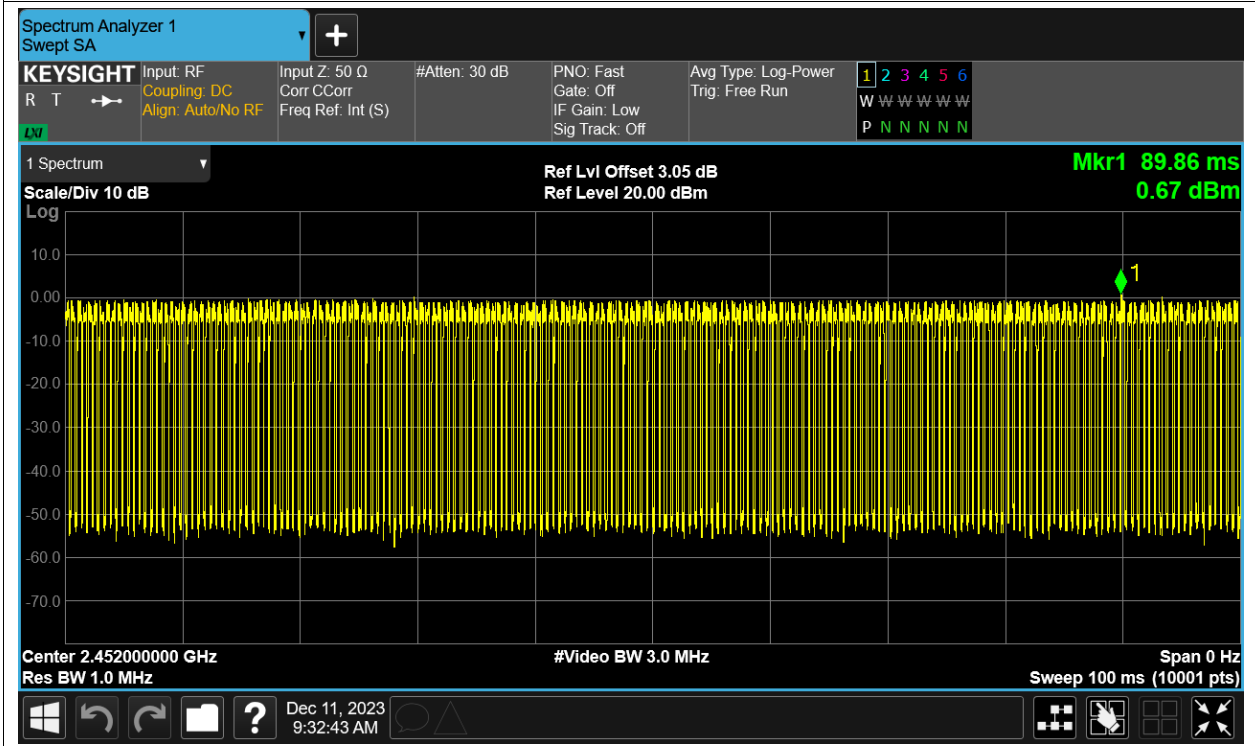 Spectrum Analyzer 1
Swept SA
KEYSIGHT
R T
LXI
Input: RF
Coupling: DC
Align: Auto/No RF
Input Z: 50 Ω
Corr CCorr
Freq Ref: Int (S)
#Atten: 30 dB
PNO: Fast
Gate: Off
IF Gain: Low
Sig Track: Off
Avg Type: Log-Power
Trig: Free Run
1 2 3 4 5 6
W W W W W W
P N N N N N
1 Spectrum
Scale/Div 10 dB
Log
Ref Lvl Offset 3.05 dB
Ref Level 20.00 dBm
Mkr1 89.86 ms
0.67 dBm
10.0
1
0.00
-10.0
-20.0
-30.0
-40.0
-50.0
-60.0
-70.0
Center 2.452000000 GHz
Res BW 1.0 MHz
#Video BW 3.0 MHz
Span 0 Hz
Sweep 100 ms (10001 pts)
?
Dec 11, 2023
9:32:43 AM